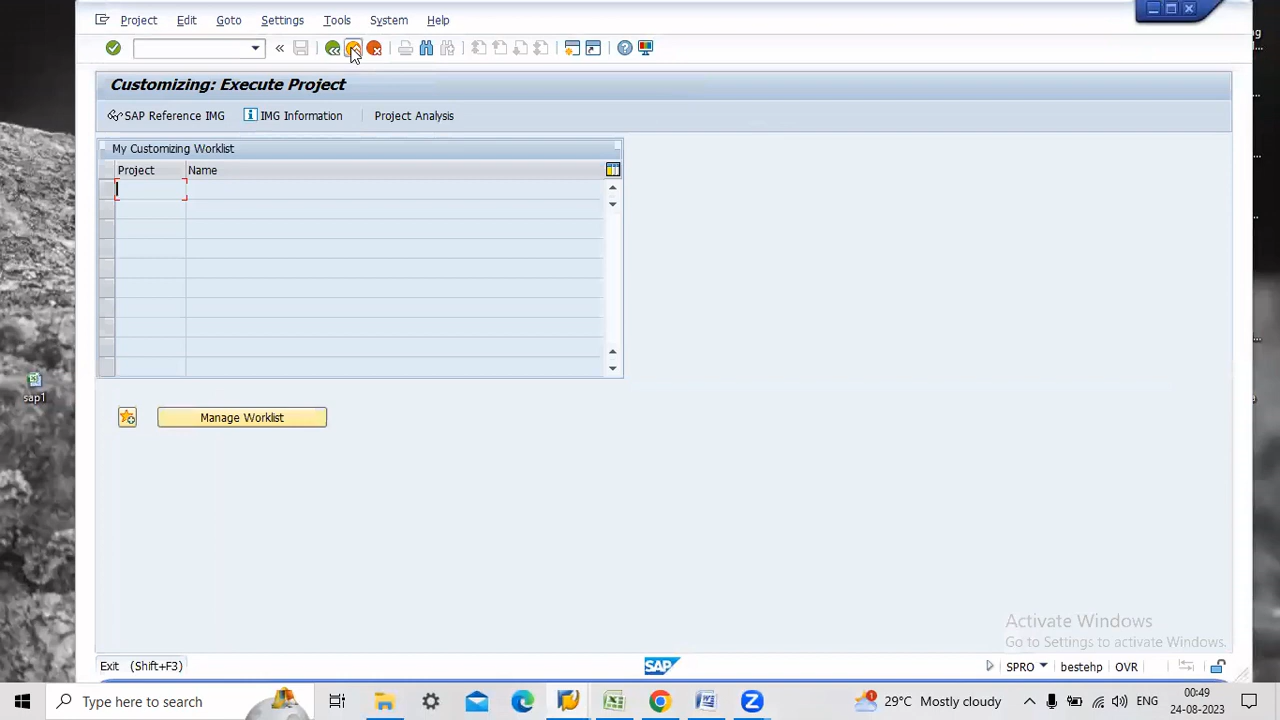 Project Edit Goto Settings Tools System Help
Customizing: Execute Project
SAP Reference IMG IMG Information Project Analysis
My Customizing Worklist
Project Name
sap1
Manage Worklist
Activate Windows
Go to Settings to activate Windows.
Exit (Shift+F3) SAP SPRO bestehp OVR
Type here to search 29°C Mostly cloudy ENG 00:49
24-08-2023